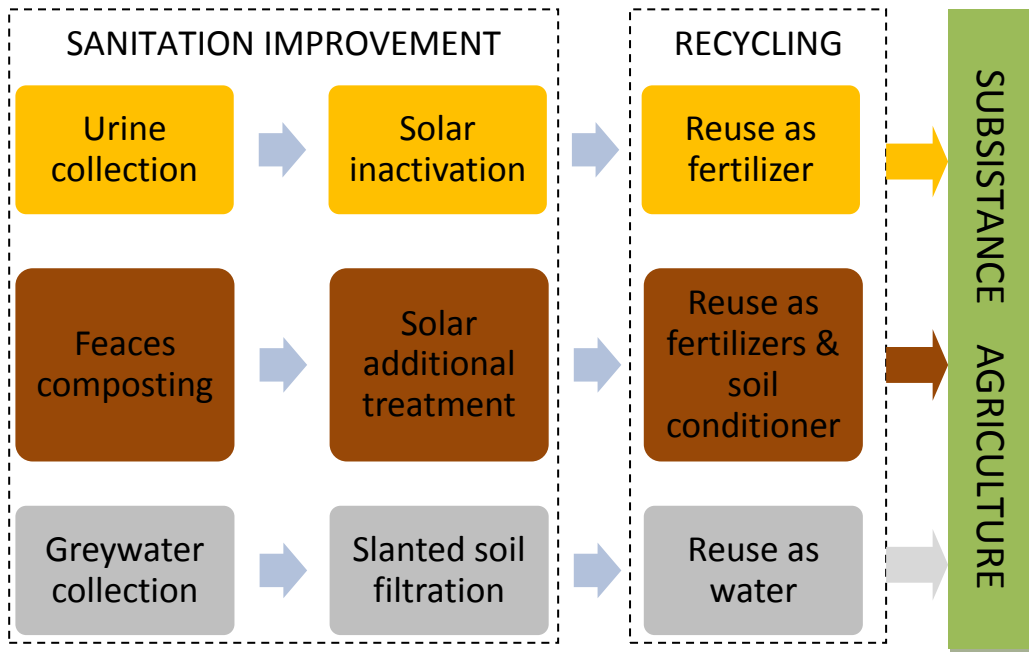 SANITATION IMPROVEMENT
RECYCLING
Urine
collection
Solar
inactivation
Reuse as
fertilizer
Feaces
composting
Solar
additional
treatment
Reuse as
fertilizers &
soil
conditioner
Greywater
collection
Slanted soil
filtration
Reuse as
water
SUBSISTANCE AGRICULTURE